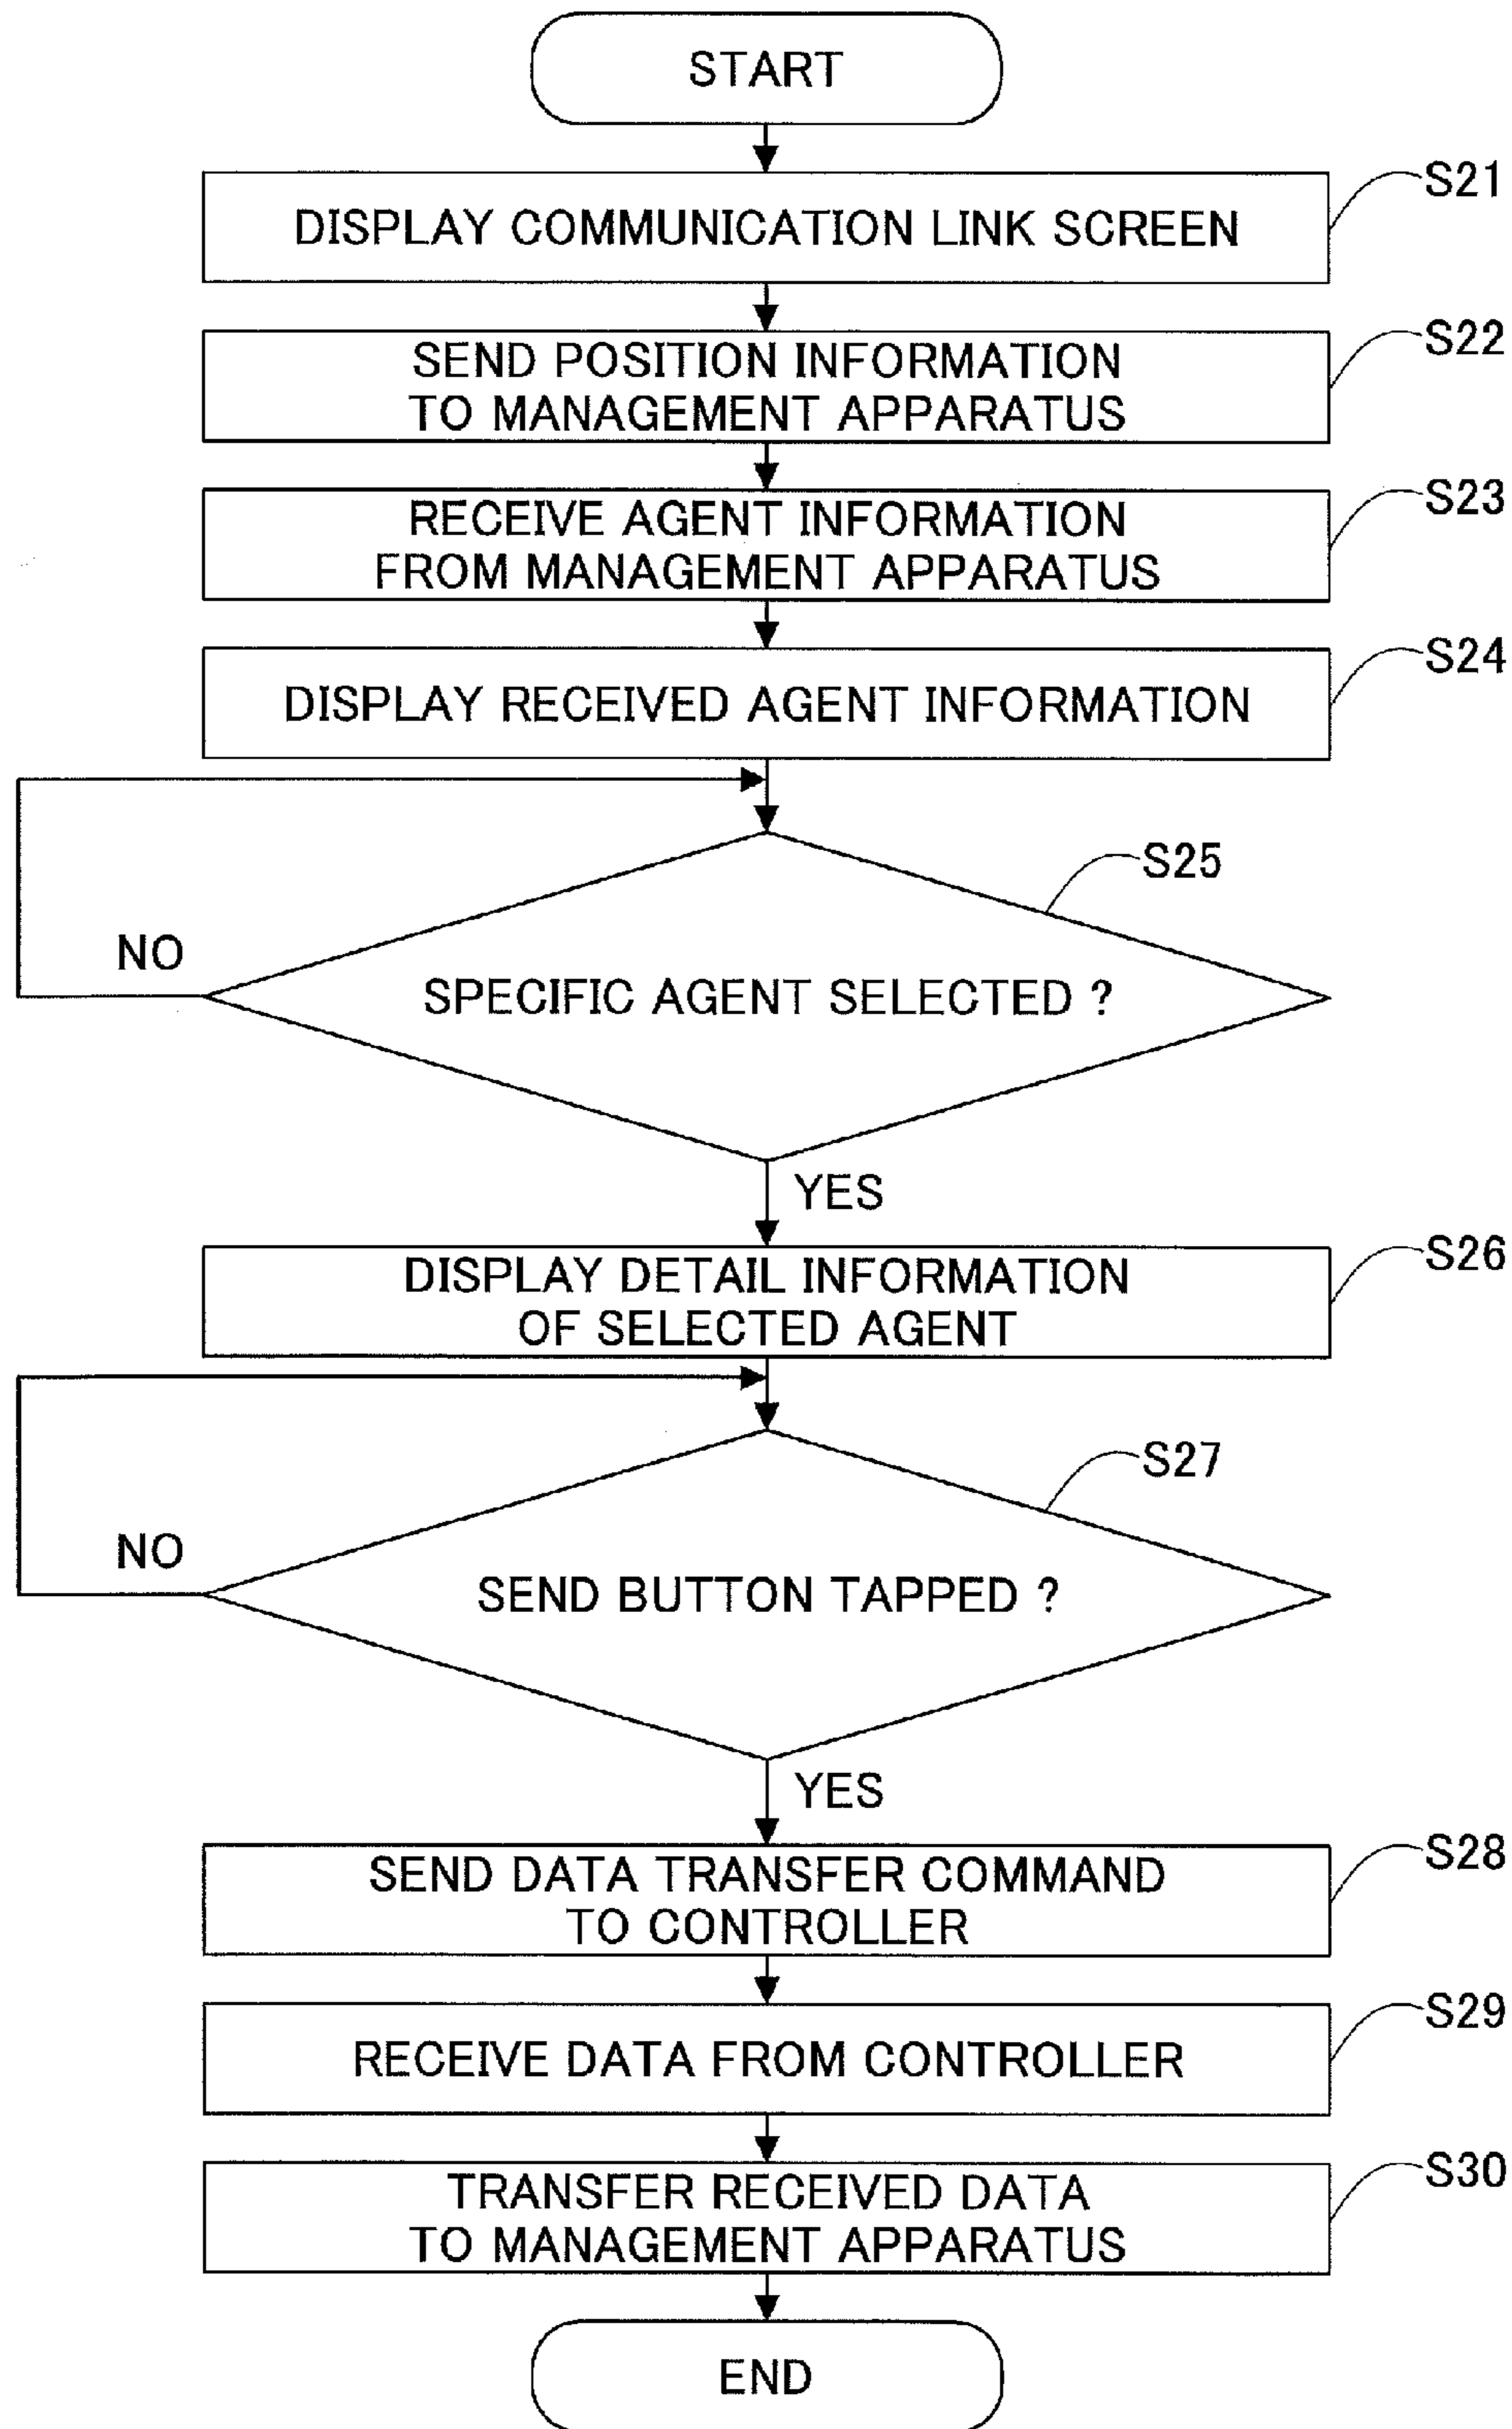 START
S21
DISPLAY COMMUNICATION LINK SCREEN
S22
SEND POSITION INFORMATION
TO MANAGEMENT APPARATUS
S23
RECEIVE AGENT INFORMATION
FROM MANAGEMENT APPARATUS
S24
DISPLAY RECEIVED AGENT INFORMATION
S25
NO
SPECIFIC AGENT SELECTED ?
YES
S26
DISPLAY DETAIL INFORMATION
OF SELECTED AGENT
S27
NO
SEND BUTTON TAPPED ?
YES
S28
SEND DATA TRANSFER COMMAND
TO CONTROLLER
S29
RECEIVE DATA FROM CONTROLLER
S30
TRANSFER RECEIVED DATA
TO MANAGEMENT APPARATUS
END